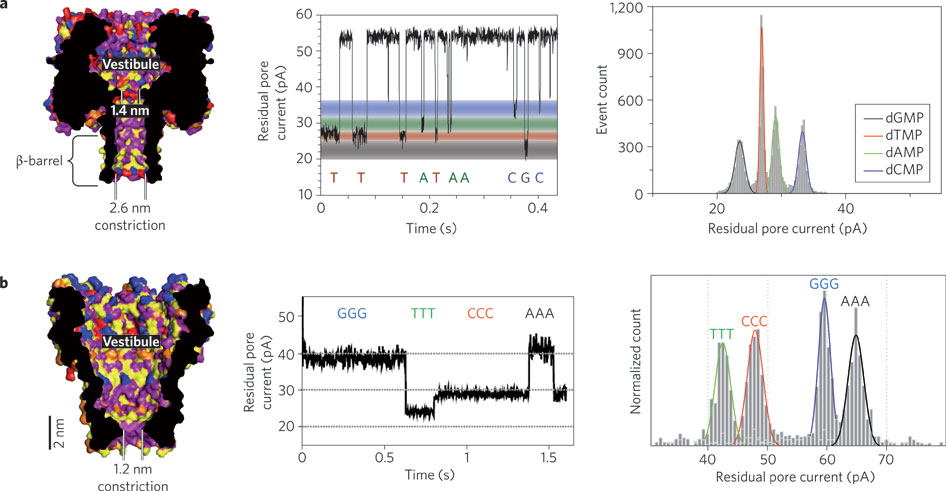 a
Vestibule
1.4 nm
β-barrel
2.6 nm
constriction
Residual pore
current (pA)
60
50
40
30
20
10
T T T A T A A C G C
0 0.2 0.4
Time (s)
Event count
1,200
900
600
300
0
dGMP
dTMP
dAMP
dCMP
20 40
Residual pore current (pA)
b
Vestibule
2 nm
1.2 nm
constriction
Residual pore
current (pA)
50
40
30
20
GGG TTT CCC AAA
0 0.5 1 1.5
Time (s)
Normalized count
TTT CCC GGG AAA
40 50 60 70
Residual pore current (pA)